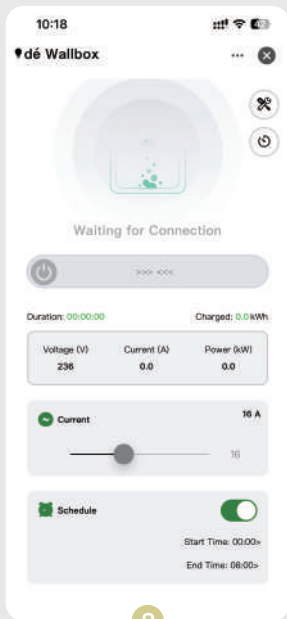 10:18
dé Wallbox
Waiting for Connection
>>> <<<
Duration: 00:00:00 Charged: 0.0 kWh
Voltage (V) Current (A) Power (kW)
236 0.0 0.0
Current 16 A
16
Schedule
Start Time: 00:00>
End Time: 08:00>